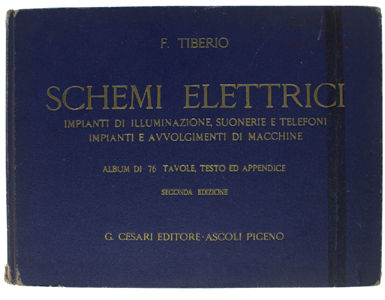 F. TIBERIO
SCHEMI ELETTRICI
IMPIANTI DI ILLUMINAZIONE, SUONERIE E TELEFONI
IMPIANTI E AVVOLGIMENTI DI MACCHINE
ALBUM DI 76 TAVOLE, TESTO ED APPENDICE
SECONDA EDIZIONE
G. CESARI EDITORE - ASCOLI PICENO